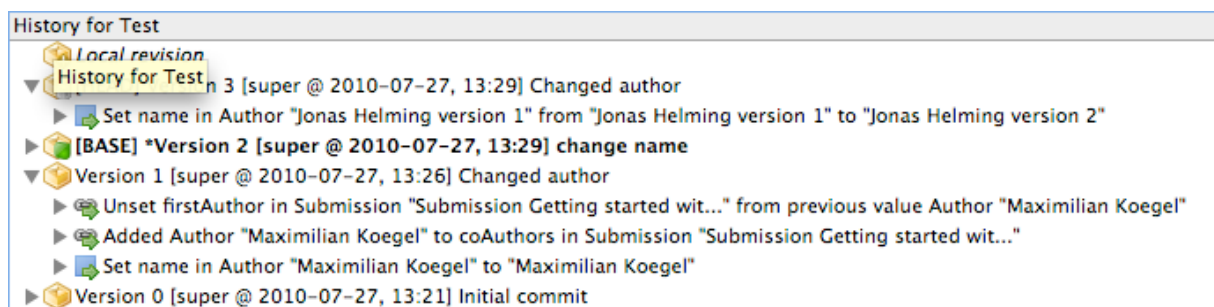 History for Test
Local revision
History for Test
3 [super @ 2010-07-27, 13:29] Changed author
Set name in Author "Jonas Helming version 1" from "Jonas Helming version 1" to "Jonas Helming version 2"
[BASE] *Version 2 [super @ 2010-07-27, 13:29] change name
Version 1 [super @ 2010-07-27, 13:26] Changed author
Unset firstAuthor in Submission "Submission Getting started wit..." from previous value Author "Maximilian Koegel"
Added Author "Maximilian Koegel" to coAuthors in Submission "Submission Getting started wit..."
Set name in Author "Maximilian Koegel" to "Maximilian Koegel"
Version 0 [super @ 2010-07-27, 13:21] Initial commit